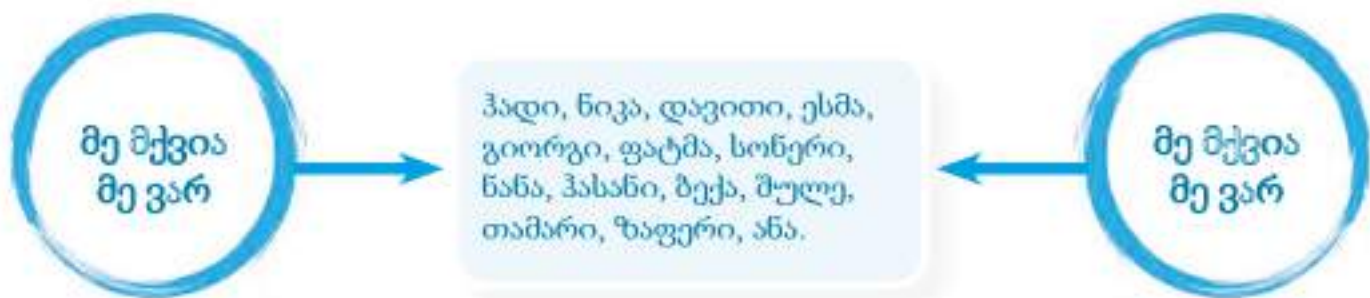 მე მქვია
მე ვარ
ჰადი, ნიკა, დავითი, ესმა,
გიორგი, ფატმა, სონერი,
ნანა, ჰასანი, ბექა, შულე,
თამარი, ზაფერი, ანა.
მე მქვია
მე ვარ